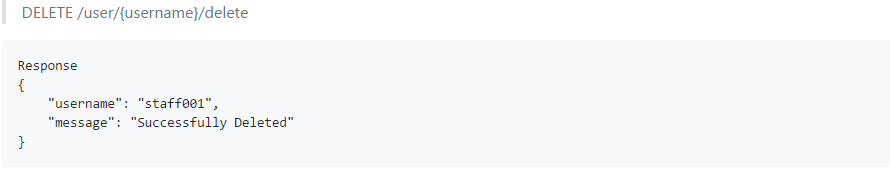 DELETE /user/{username}/delete
Response
{
    "username": "staff001",
    "message": "Successfully Deleted"
}